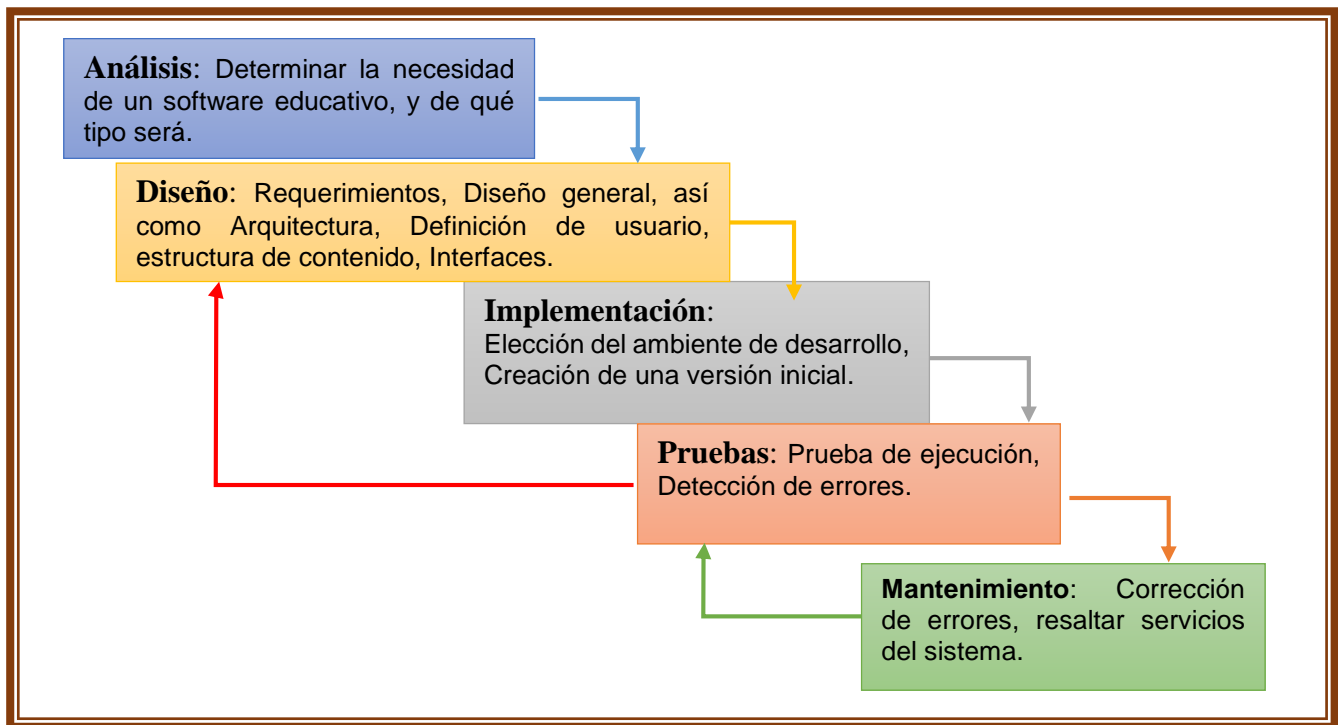 Análisis: Determinar la necesidad
de un software educativo, y de qué
tipo será.
Diseño: Requerimientos, Diseño general, así
como Arquitectura, Definición de usuario,
estructura de contenido, Interfaces.
Implementación:
Elección del ambiente de desarrollo,
Creación de una versión inicial.
Pruebas: Prueba de ejecución,
Detección de errores.
Mantenimiento: Corrección
de errores, resaltar servicios
del sistema.